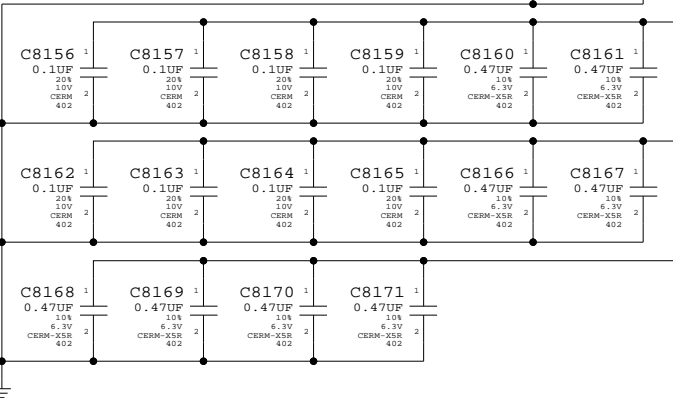 C8156 1
0.1UF
20%
10V
CERM 2
402
C8157 1
0.1UF
20%
10V
CERM 2
402
C8158 1
0.1UF
20%
10V
CERM 2
402
C8159 1
0.1UF
20%
10V
CERM 2
402
C8160 1
0.47UF
10%
6.3V
CERM-X5R 2
402
C8161 1
0.47UF
10%
6.3V
CERM-X5R 2
402
C8162 1
0.1UF
20%
10V
CERM 2
402
C8163 1
0.1UF
20%
10V
CERM 2
402
C8164 1
0.1UF
20%
10V
CERM 2
402
C8165 1
0.1UF
20%
10V
CERM 2
402
C8166 1
0.47UF
10%
6.3V
CERM-X5R 2
402
C8167 1
0.47UF
10%
6.3V
CERM-X5R 2
402
C8168 1
0.47UF
10%
6.3V
CERM-X5R 2
402
C8169 1
0.47UF
10%
6.3V
CERM-X5R 2
402
C8170 1
0.47UF
10%
6.3V
CERM-X5R 2
402
C8171 1
0.47UF
10%
6.3V
CERM-X5R 2
402